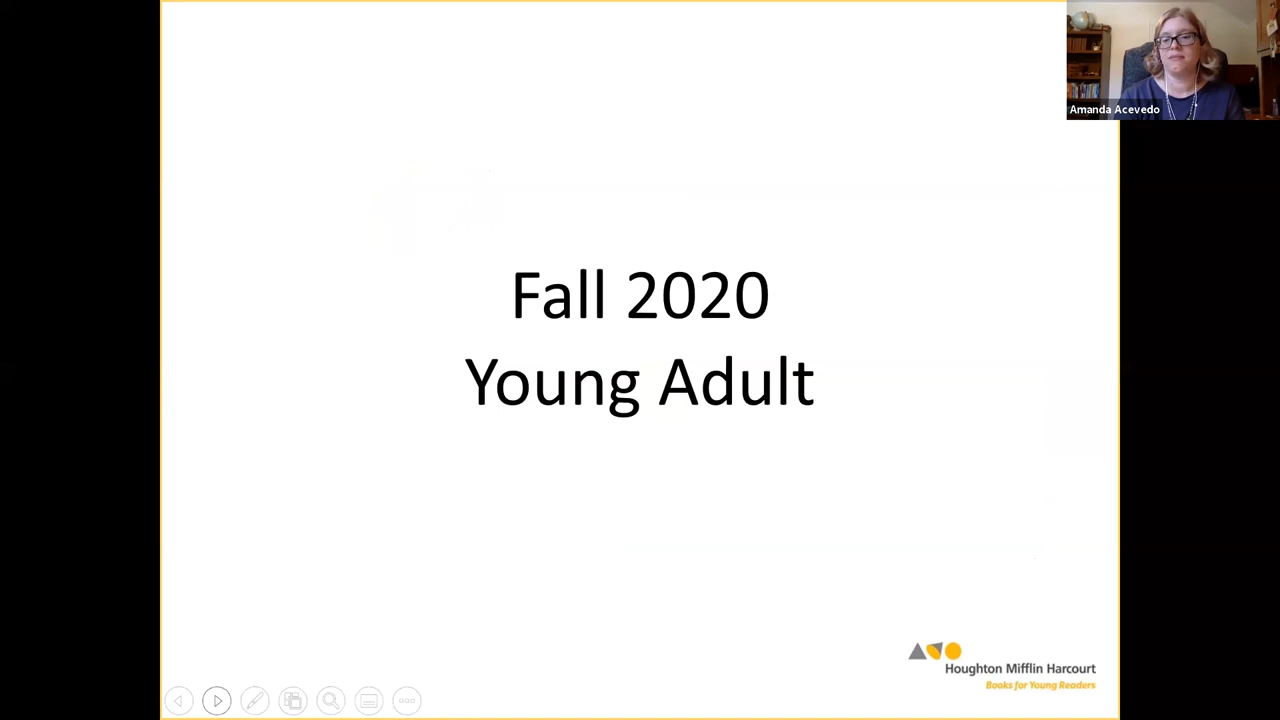 Amanda Acevedo
Fall 2020
Young Adult
Houghton Mifflin Harcourt
Books for Young Readers